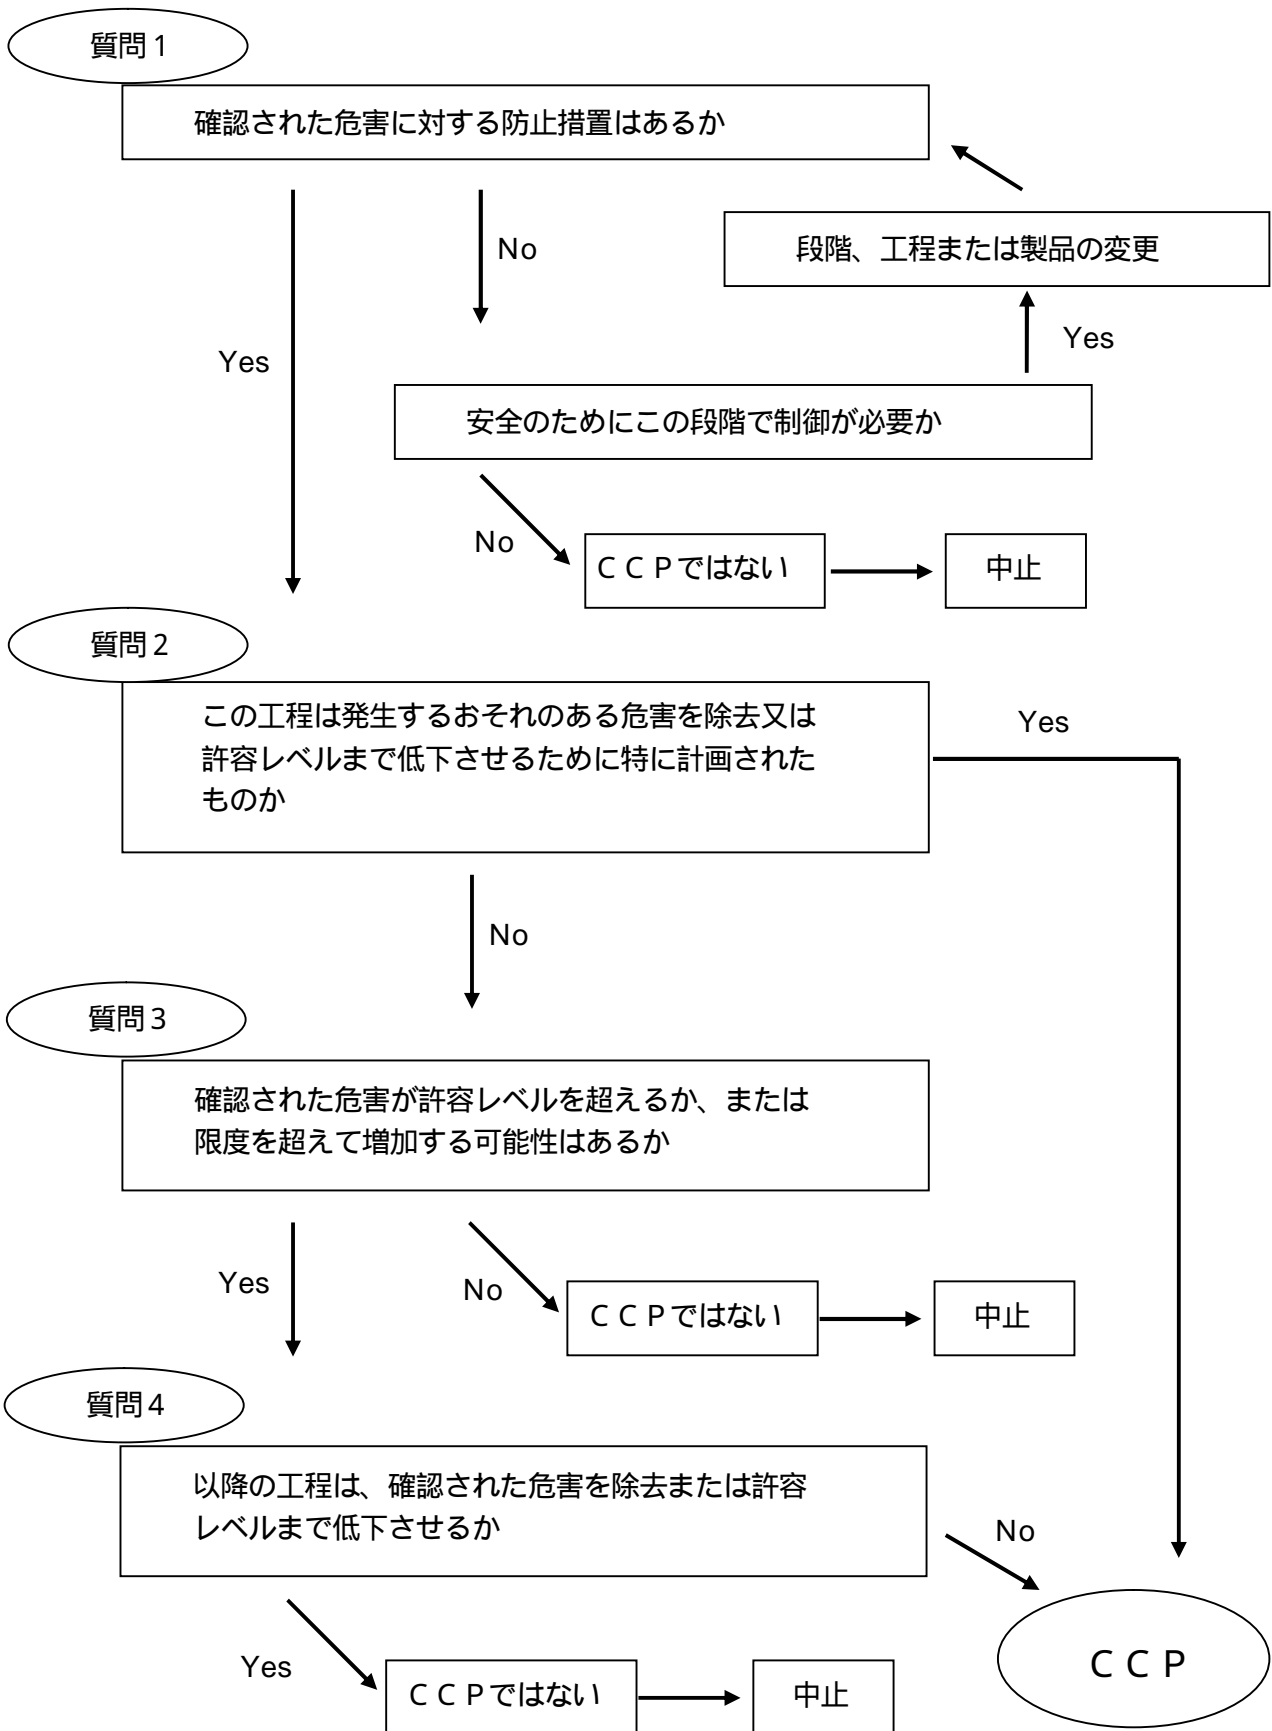 質問１
確認された危害に対する防止措置はあるか
No
段階、工程または製品の変更
Yes
Yes
安全のためにこの段階で制御が必要か
No
ＣＣＰではない
中止
質問２
この工程は発生するおそれのある危害を除去又は
許容レベルまで低下させるために特に計画された
ものか
Yes
No
質問３
確認された危害が許容レベルを超えるか、または
限度を超えて増加する可能性はあるか
Yes
No
ＣＣＰではない
中止
質問４
以降の工程は、確認された危害を除去または許容
レベルまで低下させるか
No
Yes
ＣＣＰではない
中止
ＣＣＰ